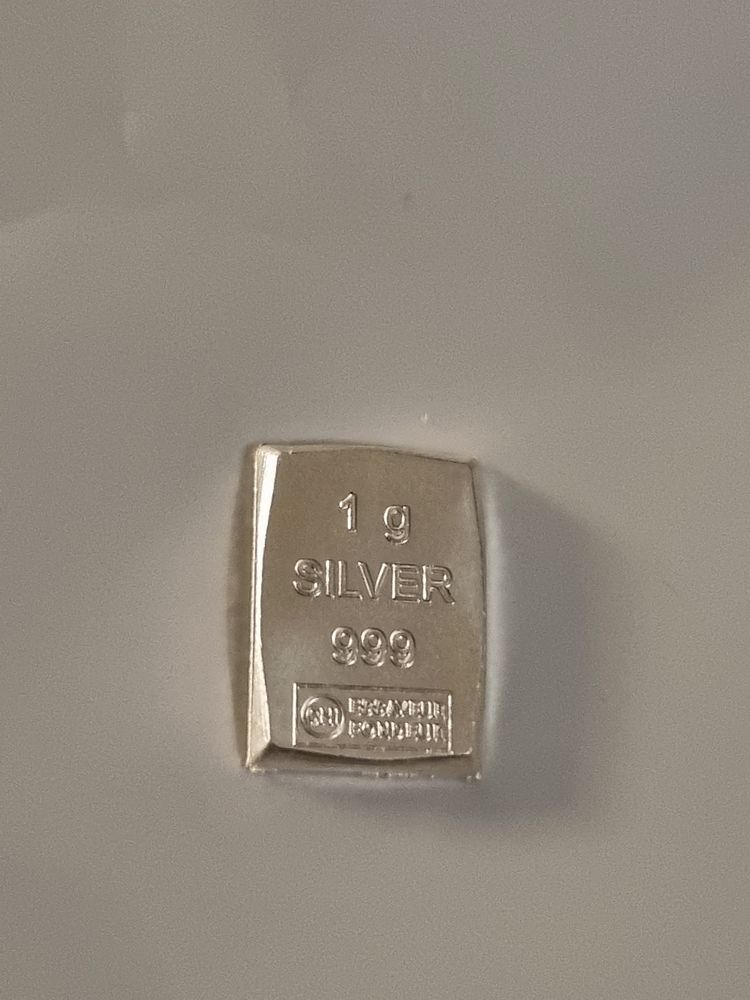 1 g
SILVER
999
ESSAYEUR
FONDEUR